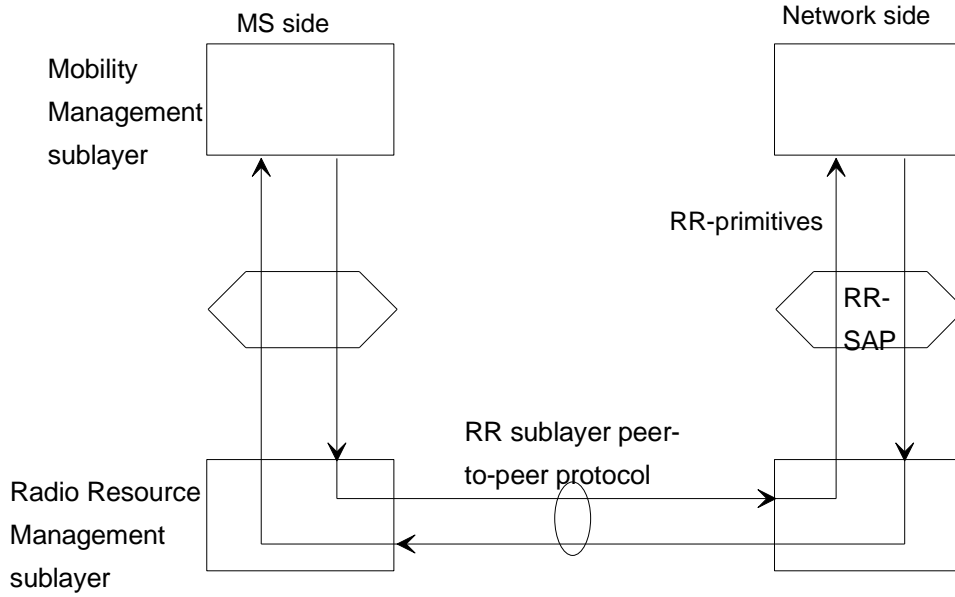 MS side
Network side
Mobility
Management
sublayer
RR-primitives
RR-
SAP
RR sublayer peer-
to-peer protocol
Radio Resource
Management
sublayer